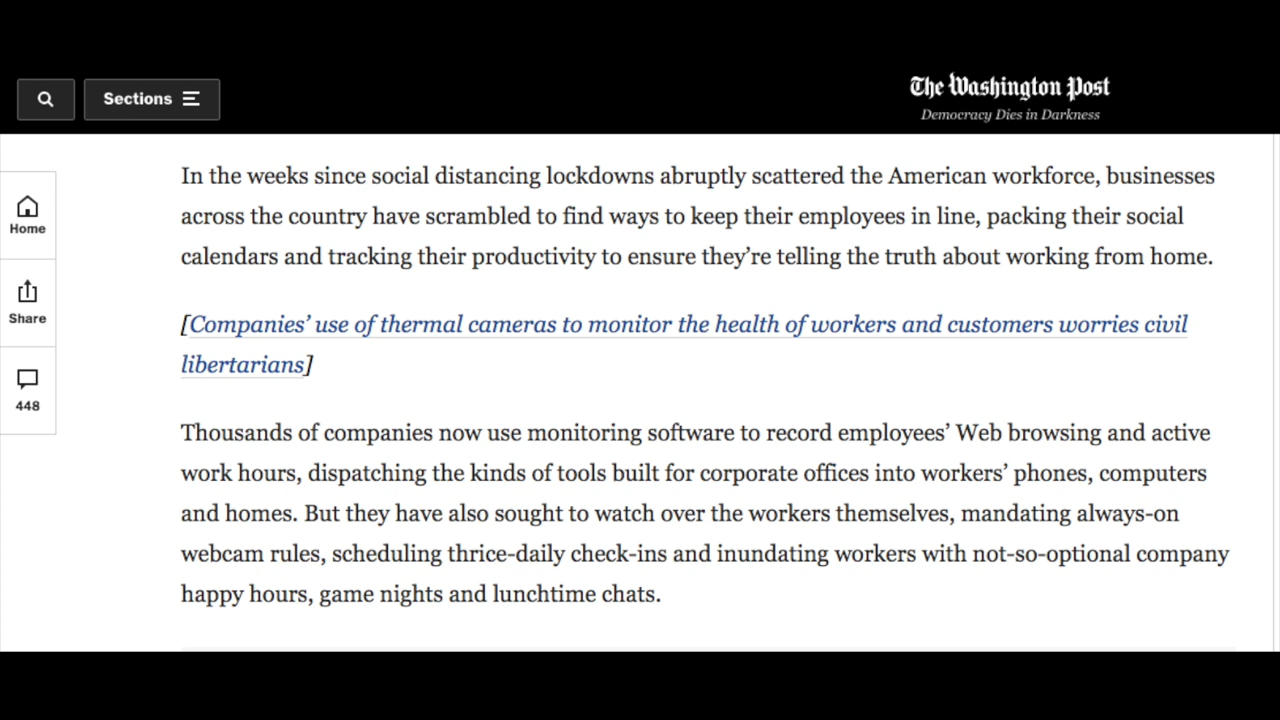 Sections
The Washington Post
Democracy Dies in Darkness
Home
Share
448
In the weeks since social distancing lockdowns abruptly scattered the American workforce, businesses
across the country have scrambled to find ways to keep their employees in line, packing their social
calendars and tracking their productivity to ensure they’re telling the truth about working from home.
[Companies’ use of thermal cameras to monitor the health of workers and customers worries civil
libertarians]
Thousands of companies now use monitoring software to record employees’ Web browsing and active
work hours, dispatching the kinds of tools built for corporate offices into workers’ phones, computers
and homes. But they have also sought to watch over the workers themselves, mandating always-on
webcam rules, scheduling thrice-daily check-ins and inundating workers with not-so-optional company
happy hours, game nights and lunchtime chats.